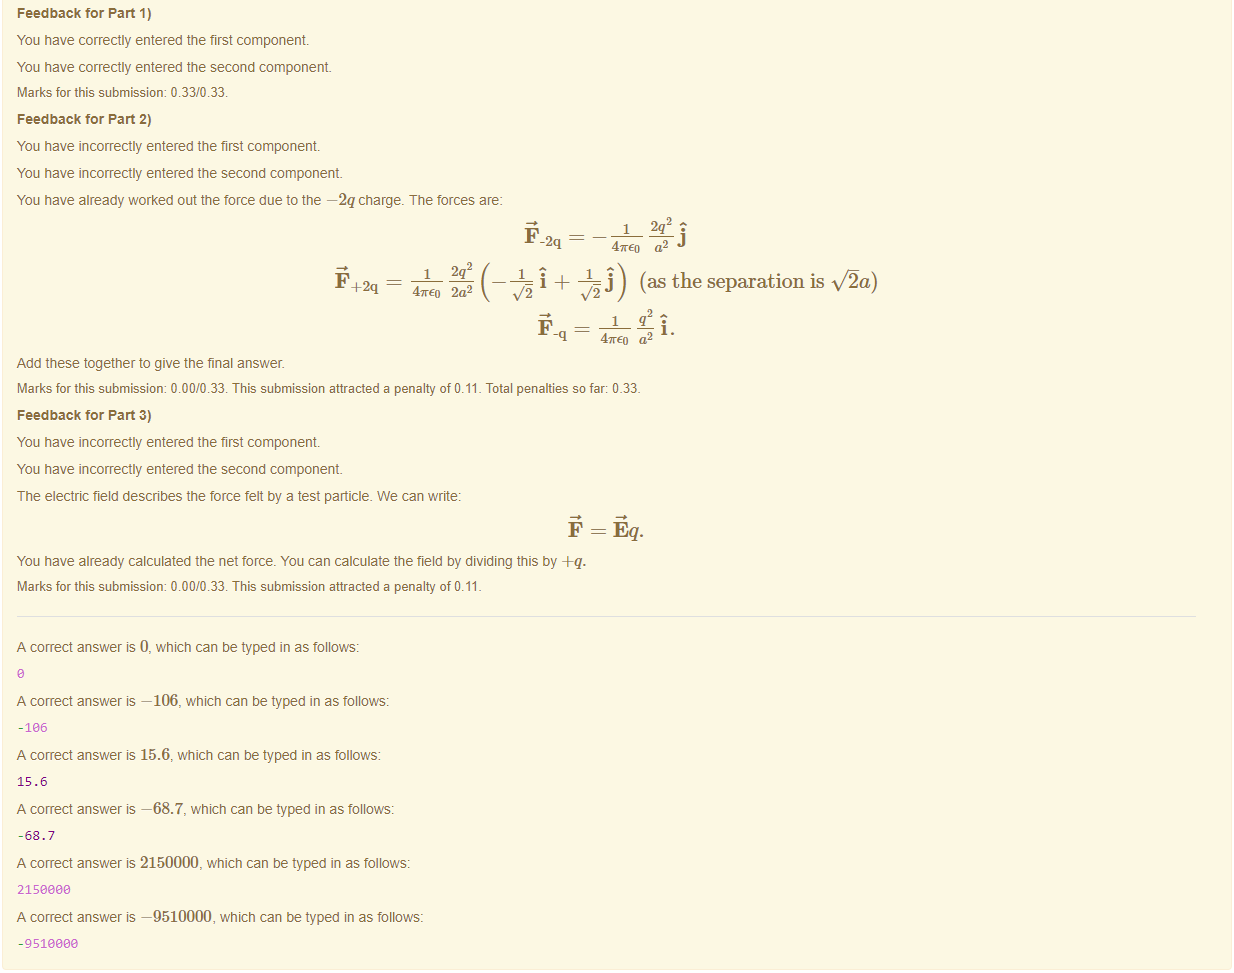 Feedback for Part 1)
You have correctly entered the first component.
You have correctly entered the second component.
Marks for this submission: 0.33/0.33.
Feedback for Part 2)
You have incorrectly entered the first component.
You have incorrectly entered the second component.
You have already worked out the force due to the −2q charge. The forces are:
$\vec{\mathbf{F}}_{\text{-2q}} = -\frac{1}{4\pi\epsilon_0}\frac{2q^2}{a^2}\hat{\mathbf{j}}$
$\vec{\mathbf{F}}_{+2\text{q}} = \frac{1}{4\pi\epsilon_0}\frac{2q^2}{2a^2}\left(-\frac{1}{\sqrt{2}}\hat{\mathbf{i}} + \frac{1}{\sqrt{2}}\hat{\mathbf{j}}\right)$ (as the separation is $\sqrt{2}a$)
$\vec{\mathbf{F}}_{\text{-q}} = \frac{1}{4\pi\epsilon_0}\frac{q^2}{a^2}\hat{\mathbf{i}}.$
Add these together to give the final answer.
Marks for this submission: 0.00/0.33. This submission attracted a penalty of 0.11. Total penalties so far: 0.33.
Feedback for Part 3)
You have incorrectly entered the first component.
You have incorrectly entered the second component.
The electric field describes the force felt by a test particle. We can write:
$\vec{\mathbf{F}} = \vec{\mathbf{E}}q.$
You have already calculated the net force. You can calculate the field by dividing this by +q.
Marks for this submission: 0.00/0.33. This submission attracted a penalty of 0.11.
A correct answer is 0, which can be typed in as follows:
0
A correct answer is −106, which can be typed in as follows:
-106
A correct answer is 15.6, which can be typed in as follows:
15.6
A correct answer is −68.7, which can be typed in as follows:
-68.7
A correct answer is 2150000, which can be typed in as follows:
2150000
A correct answer is −9510000, which can be typed in as follows:
-9510000